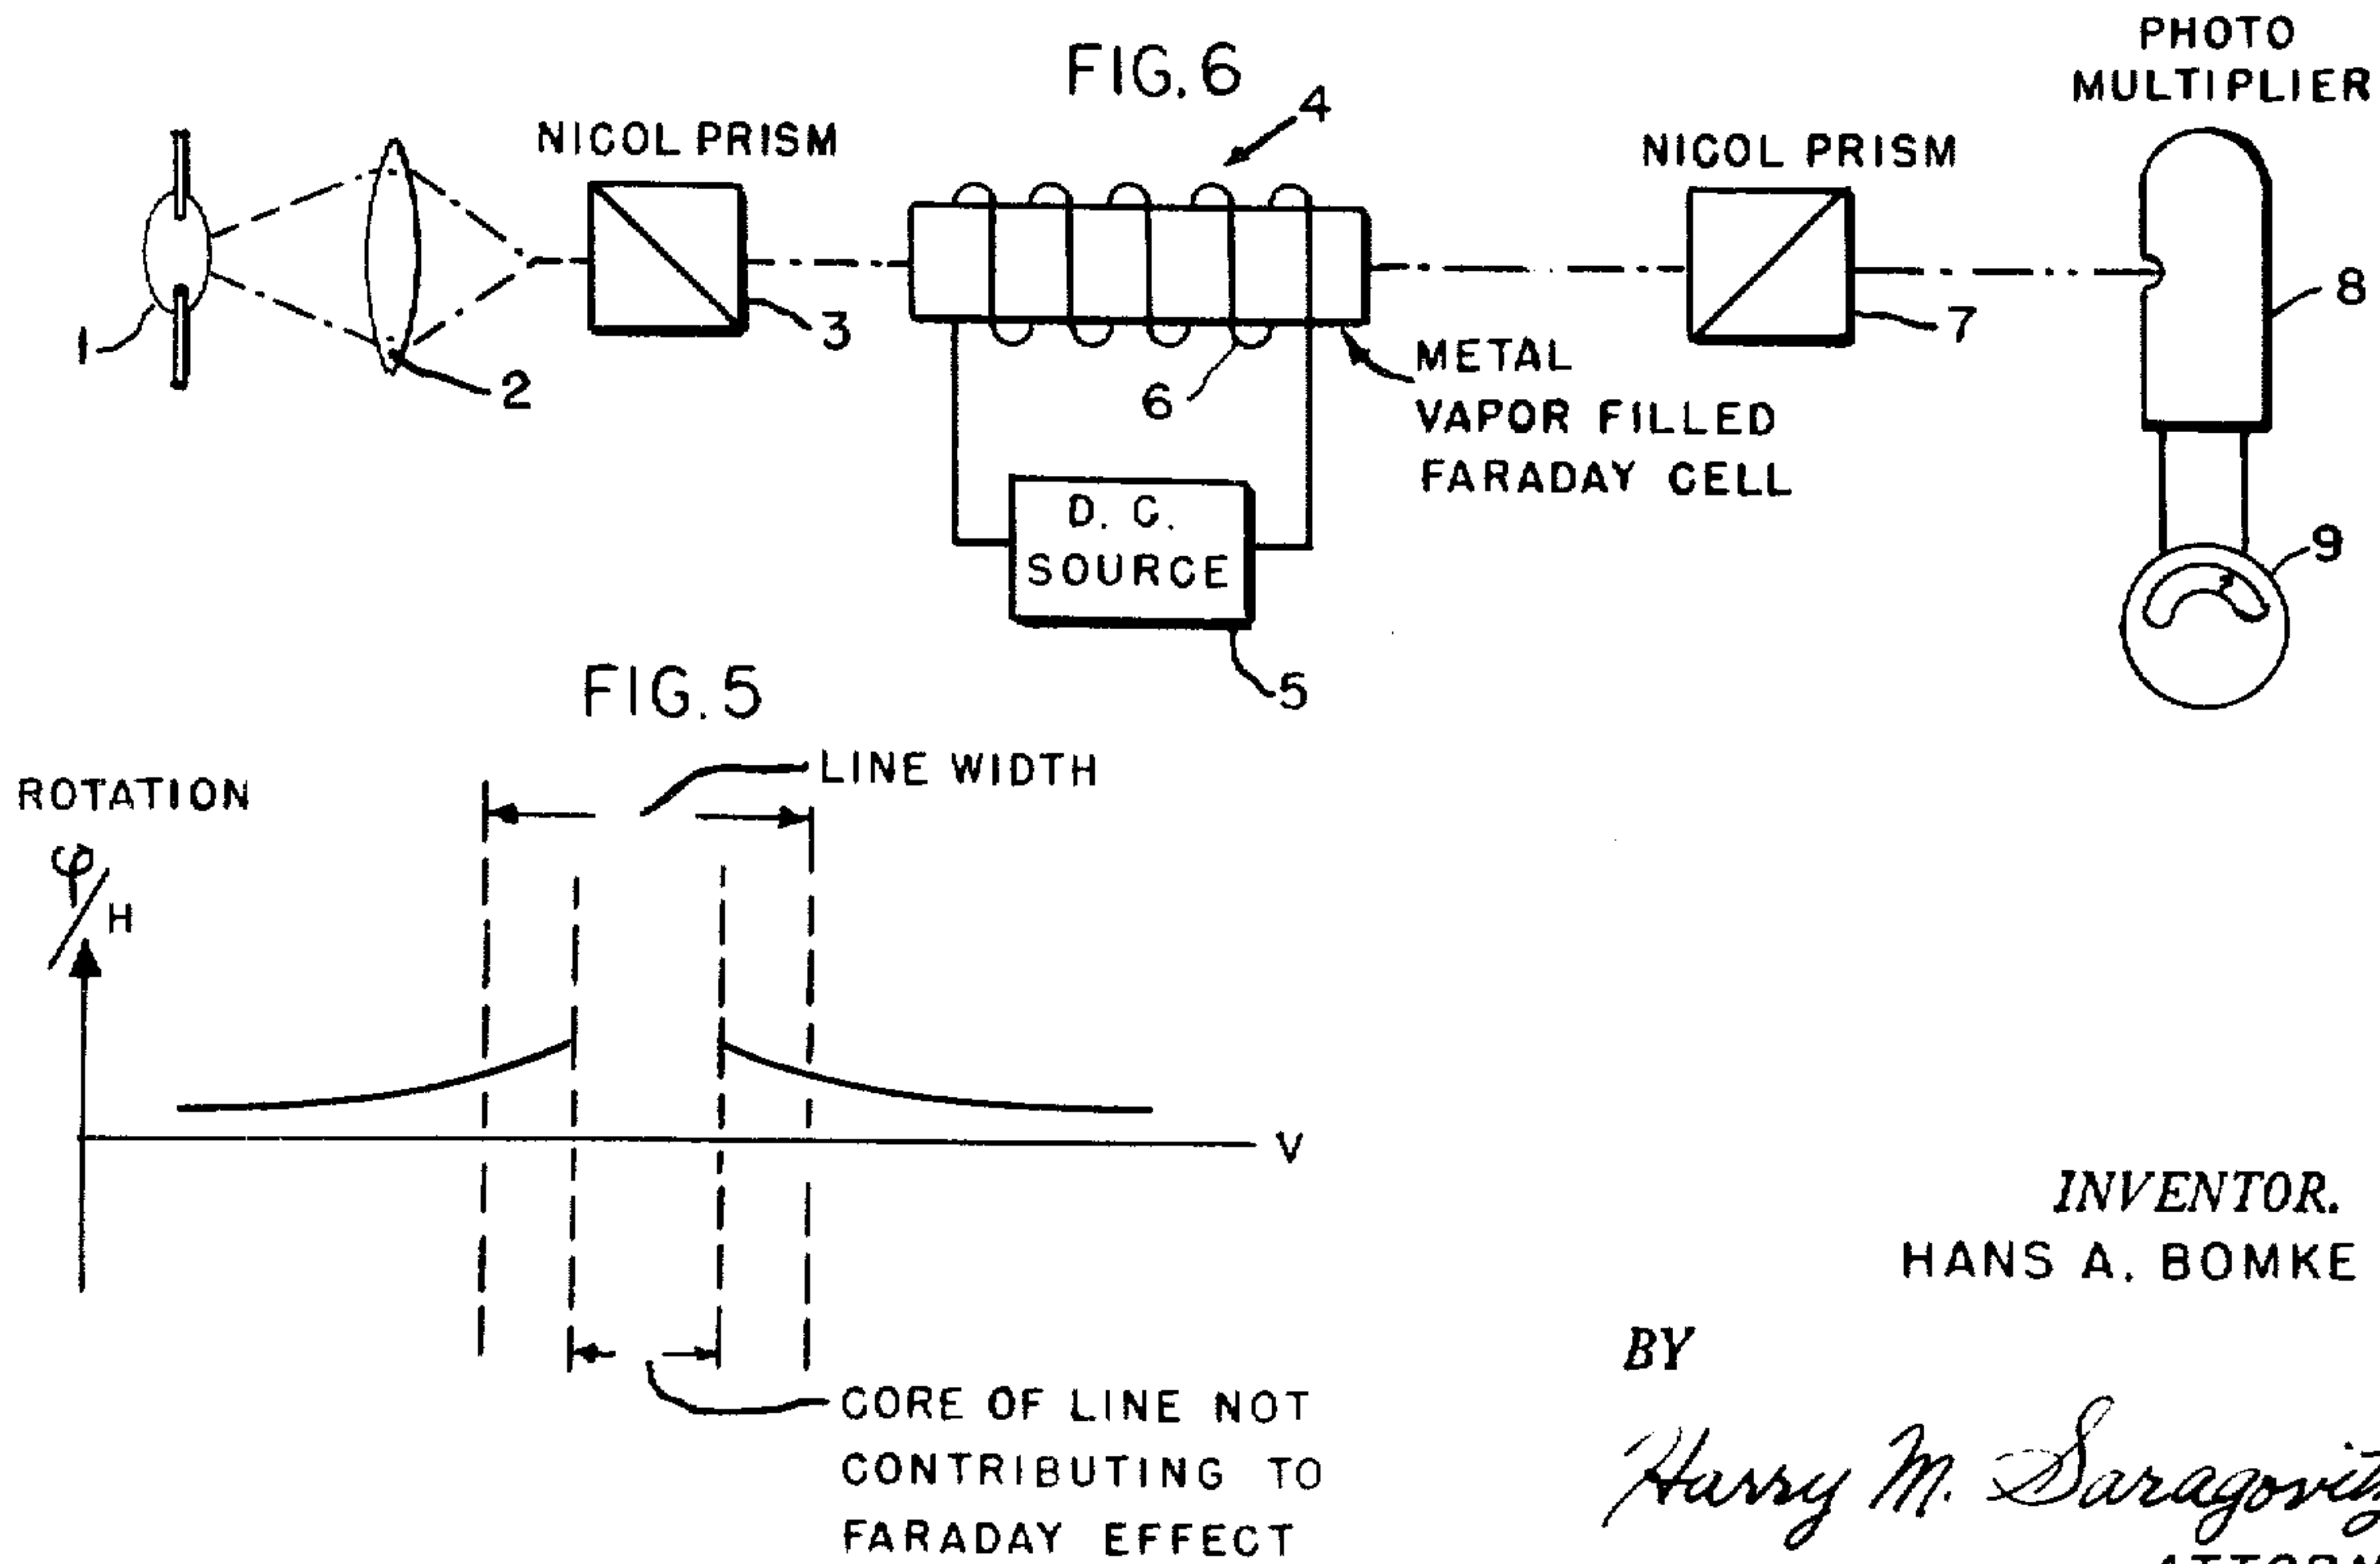 FIG. 6
PHOTO
MULTIPLIER
NICOL PRISM
4
NICOL PRISM
1
2
3
6
METAL
VAPOR FILLED
FARADAY CELL
7
8
D. C.
SOURCE
5
9
FIG. 5
ROTATION
LINE WIDTH
φ/H
V
CORE OF LINE NOT
CONTRIBUTING TO
FARADAY EFFECT
INVENTOR.
HANS A. BOMKE
BY
Harry M. Saragovitz